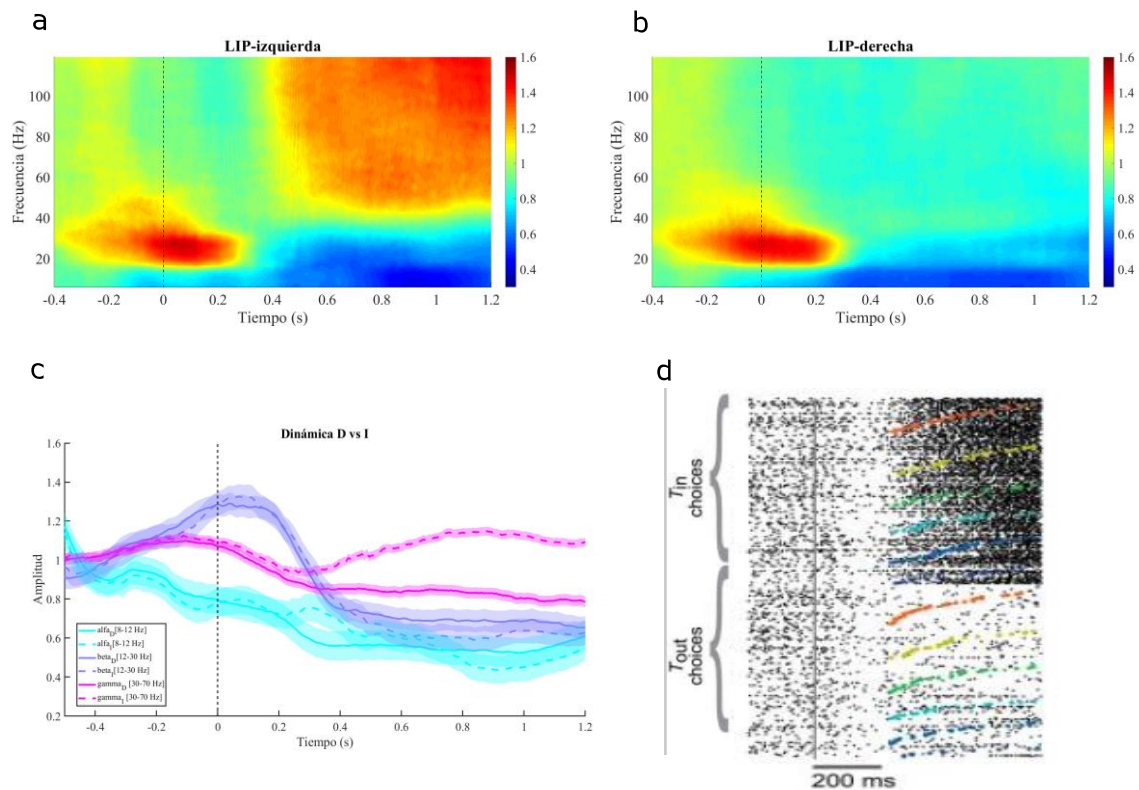 a
LIP-izquierda
Frecuencia (Hz)
100
80
60
40
20
-0.4
-0.2
0
0.2
0.4
0.6
0.8
1
1.2
Tiempo (s)
1.6
1.4
1.2
1
0.8
0.6
0.4
b
LIP-derecha
Frecuencia (Hz)
100
80
60
40
20
-0.4
-0.2
0
0.2
0.4
0.6
0.8
1
1.2
Tiempo (s)
1.6
1.4
1.2
1
0.8
0.6
0.4
c
Dinámica D vs I
Amplitud
1.6
1.4
1.2
1
0.8
0.6
0.4
0.2
alfa_D[8-12 Hz]
alfa_I[8-12 Hz]
beta_D[12-30 Hz]
beta_I[12-30 Hz]
gamma_D [30-70 Hz]
gamma_I [30-70 Hz]
-0.4
-0.2
0
0.2
0.4
0.6
0.8
1
1.2
Tiempo (s)
d
Tin
choices
Tout
choices
200 ms